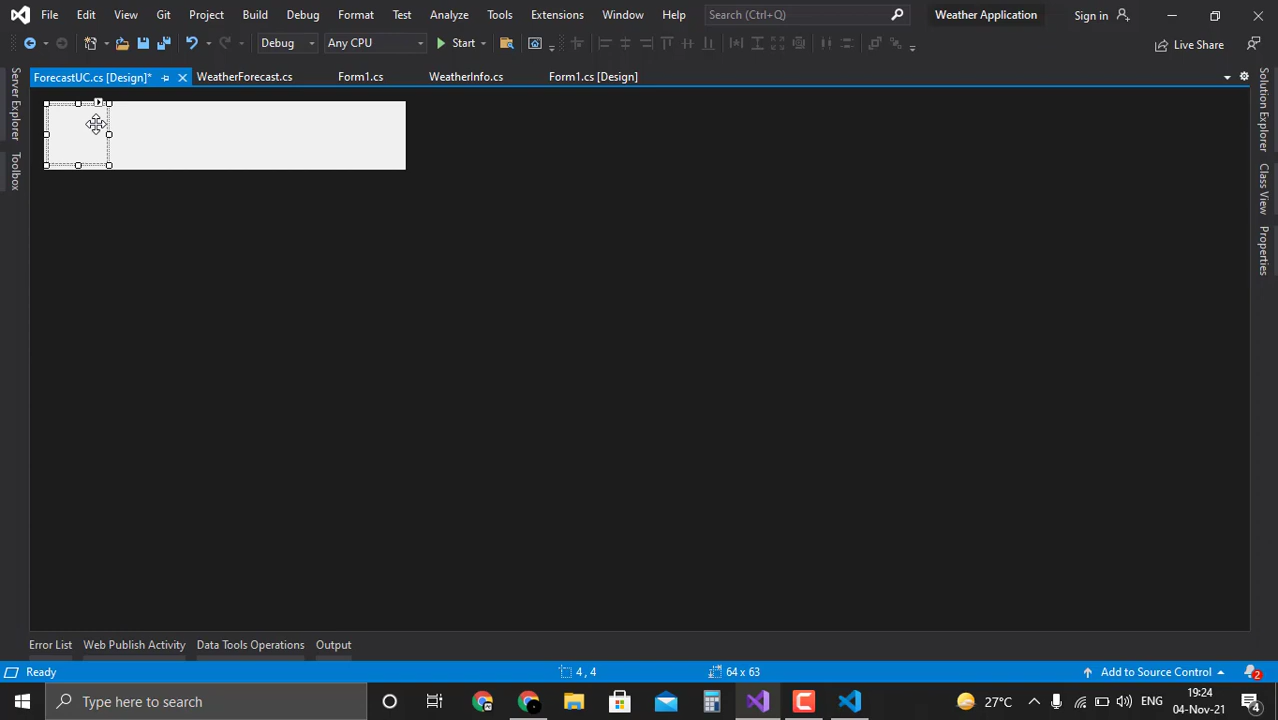 File Edit View Git Project Build Debug Format Test Analyze Tools Extensions Window Help Search (Ctrl+Q) Weather Application Sign in
Debug Any CPU Start Live Share
ForecastUC.cs [Design]* WeatherForecast.cs Form1.cs WeatherInfo.cs Form1.cs [Design]
Server Explorer
Toolbox
Solution Explorer
Class View
Properties
Error List Web Publish Activity Data Tools Operations Output
Ready 4 , 4 64 x 63 Add to Source Control 2
Type here to search 27°C ENG 19:24
04-Nov-21 4